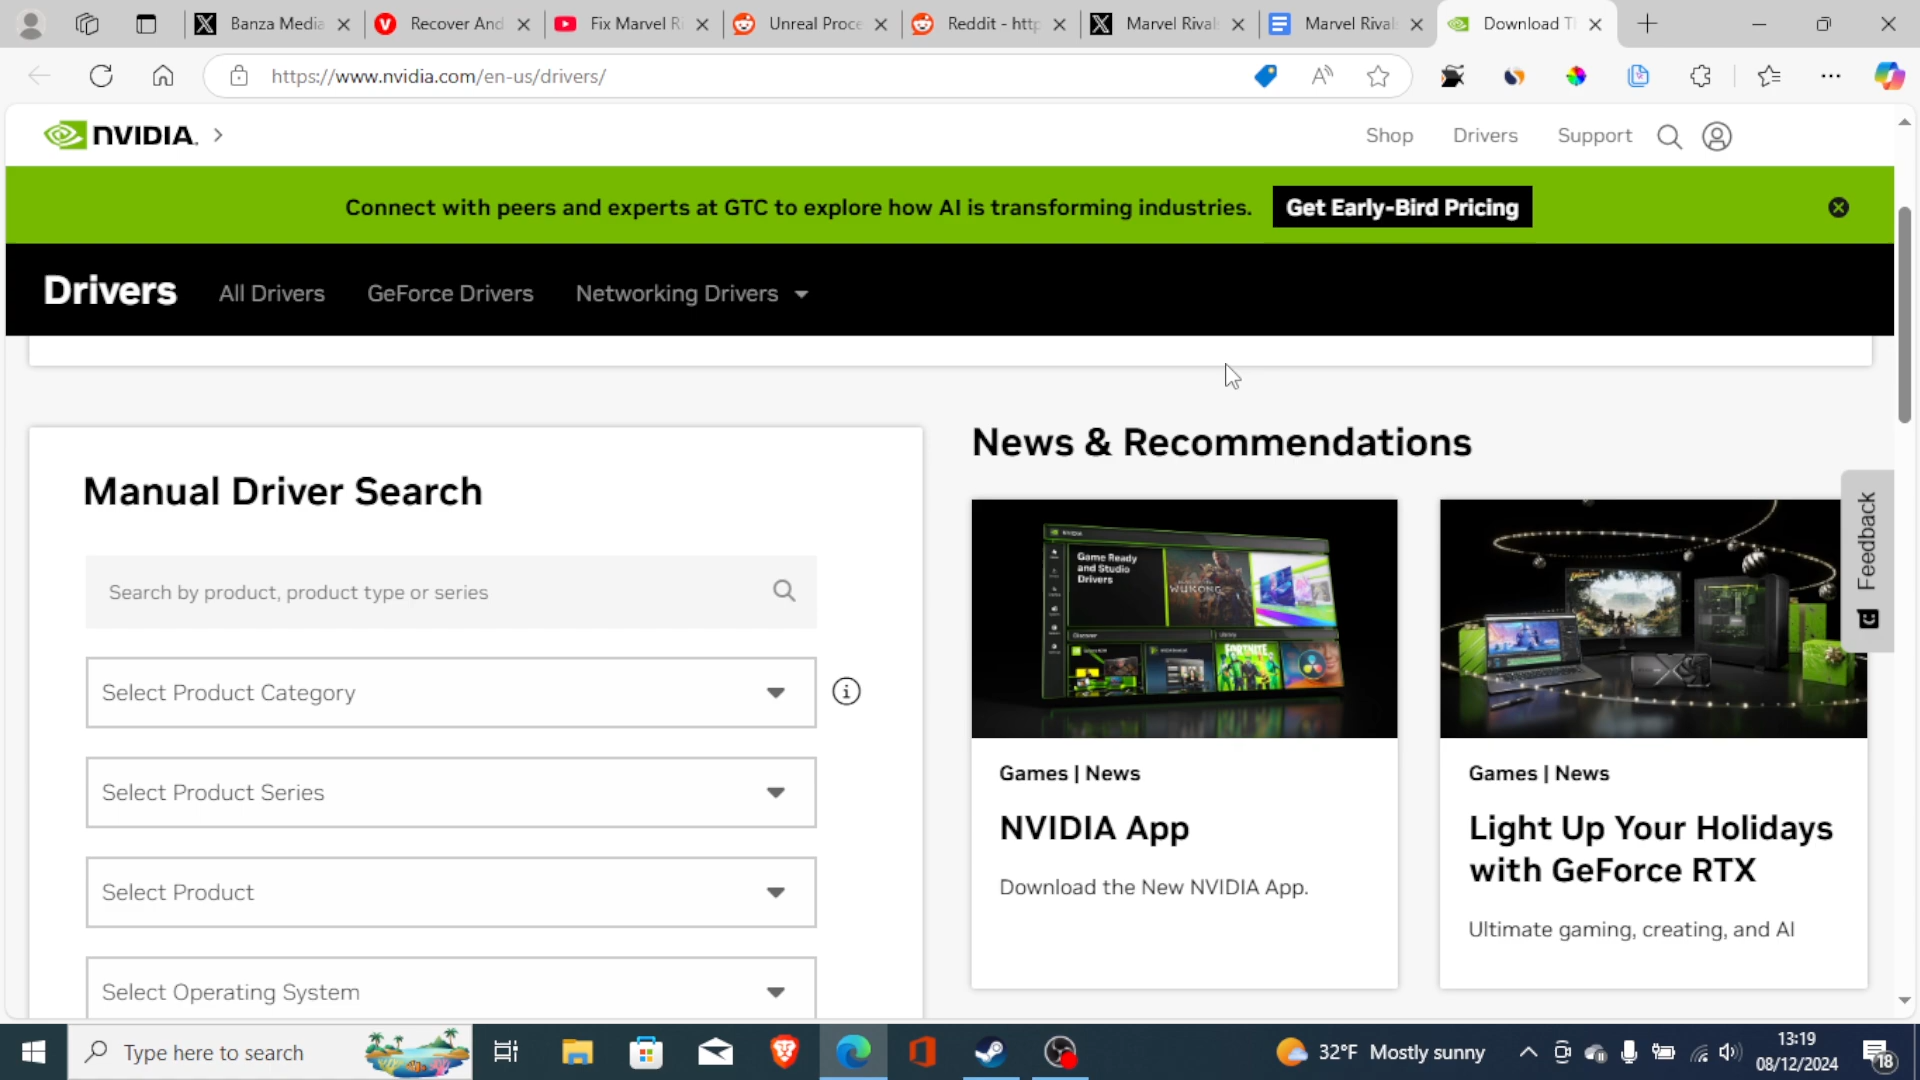 Banza Media
Recover And
Fix Marvel R
Unreal Proce
Reddit - http
Marvel Rival
Marvel Rival
Download T
https://www.nvidia.com/en-us/drivers/
NVIDIA.
Shop
Drivers
Support
Connect with peers and experts at GTC to explore how AI is transforming industries.
Get Early-Bird Pricing
Drivers
All Drivers
GeForce Drivers
Networking Drivers
Manual Driver Search
Search by product, product type or series
Select Product Category
Select Product Series
Select Product
Select Operating System
News & Recommendations
Game Ready
and Studio
Drivers
WUKONG
FORTNITE
Games | News
NVIDIA App
Download the New NVIDIA App.
Games | News
Light Up Your Holidays
with GeForce RTX
Ultimate gaming, creating, and AI
Feedback
Type here to search
32°F Mostly sunny
13:19
08/12/2024
18